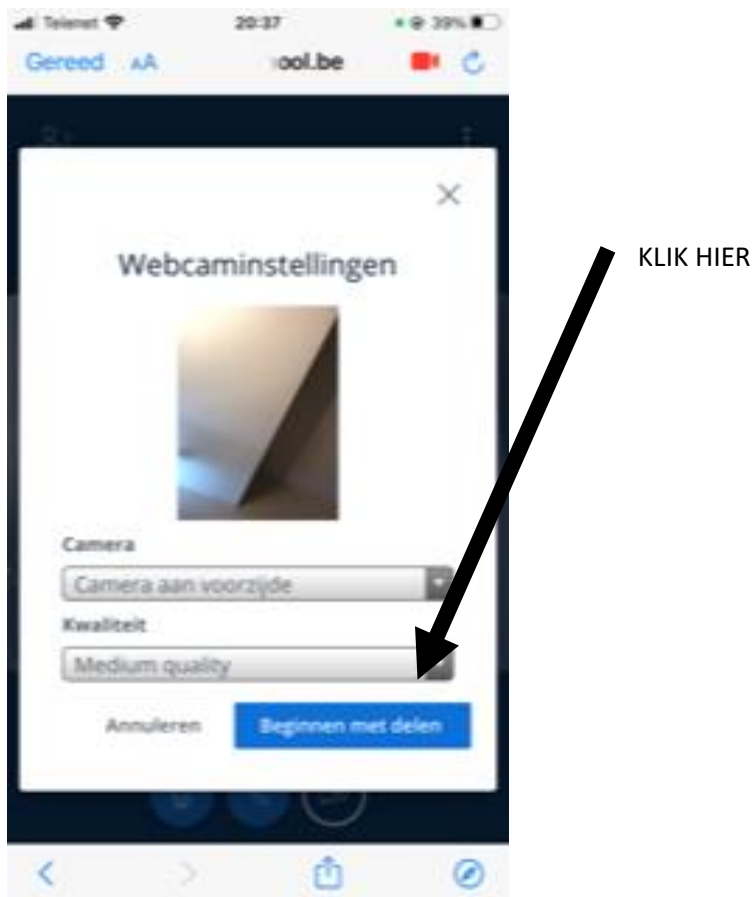 Telenet 20:37 39%
Gereed AA ool.be
Webcaminstellingen
KLIK HIER
Camera
Camera aan voorzijde
Kwaliteit
Medium quality
Annuleren Beginnen met delen